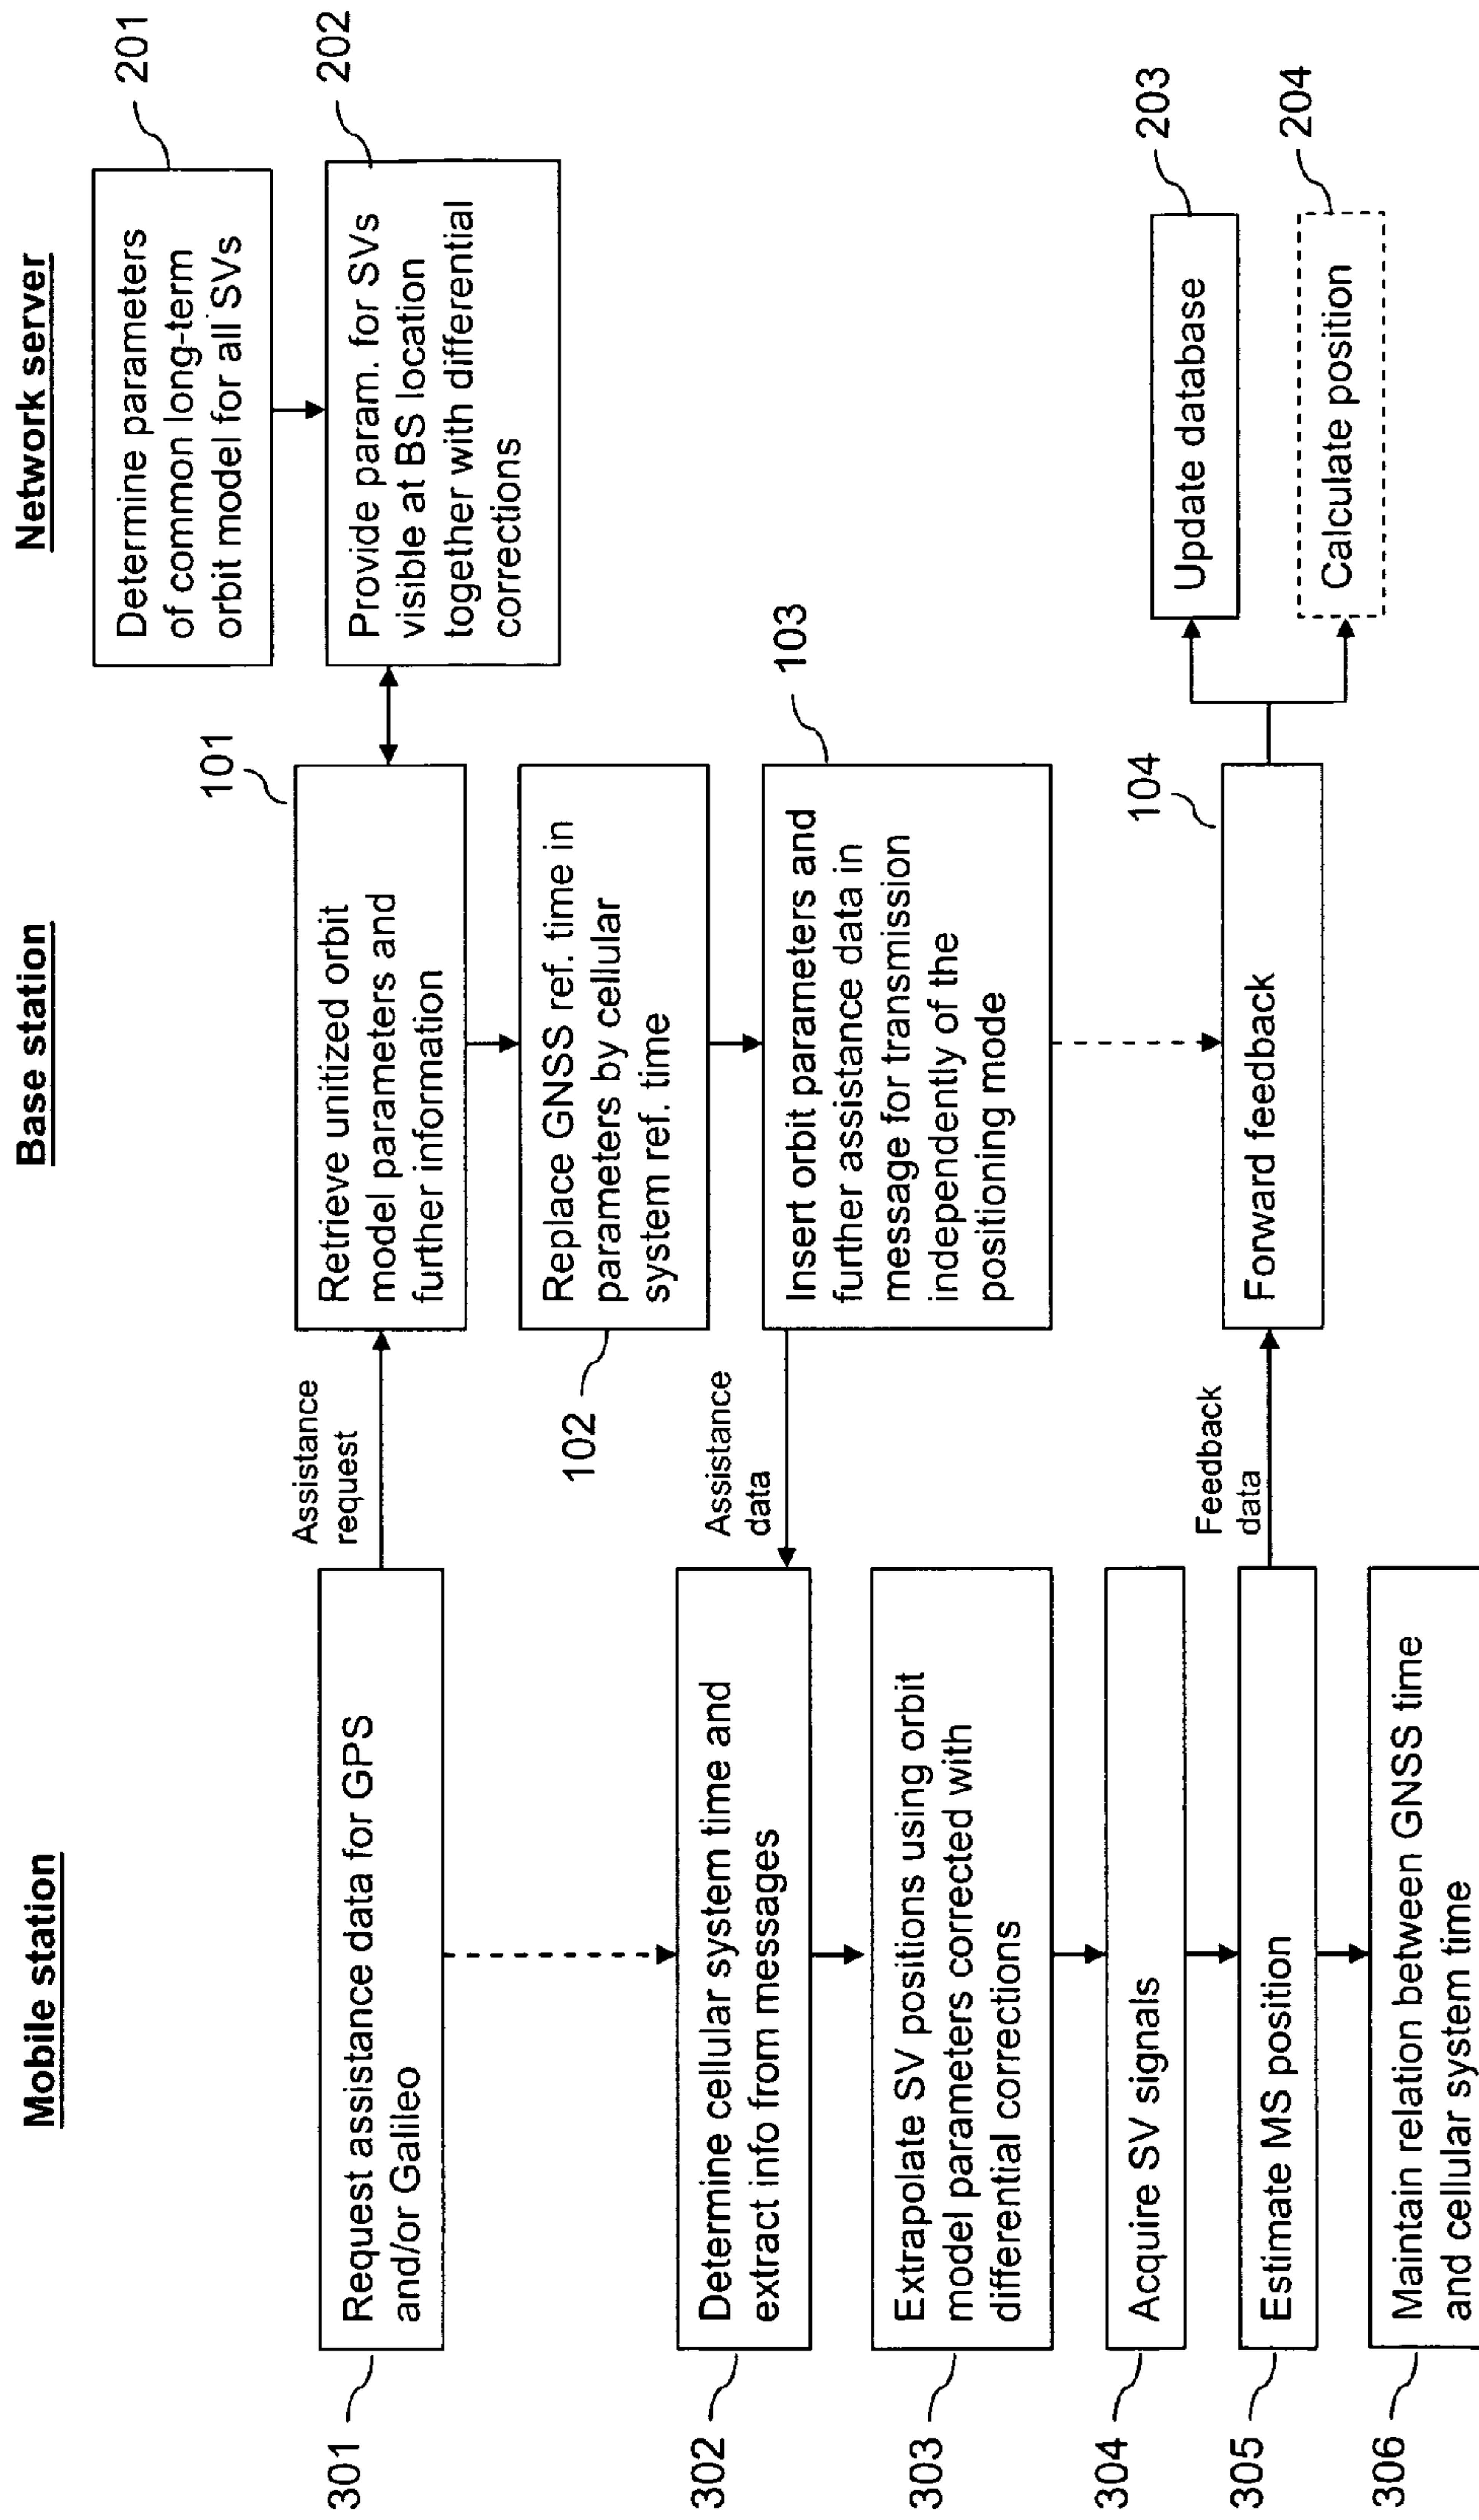 Mobile station
Base station
Network server
201
Determine parameters
of common long-term
orbit model for all SVs
202
Provide param. for SVs
visible at BS location
together with differential
corrections
301
Request assistance data for GPS
and/or Galileo
Assistance
request
101
Retrieve unitized orbit
model parameters and
further information
102
Replace GNSS ref. time in
parameters by cellular
system ref. time
103
Insert orbit parameters and
further assistance data in
message for transmission
independently of the
positioning mode
Assistance
data
302
Determine cellular system time and
extract info from messages
303
Extrapolate SV positions using orbit
model parameters corrected with
differential corrections
304
Acquire SV signals
305
Estimate MS position
Feedback
data
104
Forward feedback
203
Update database
204
Calculate position
306
Maintain relation between GNSS time
and cellular system time